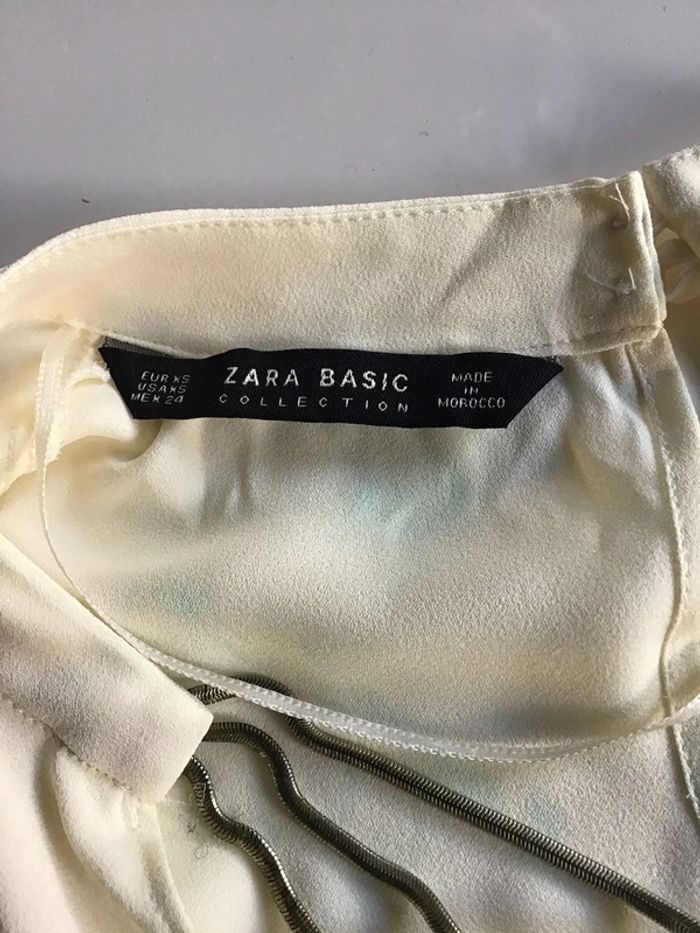 EUR XS
USA XS
MEX 24
ZARA BASIC
COLLECTION
MADE
IN
MOROCCO